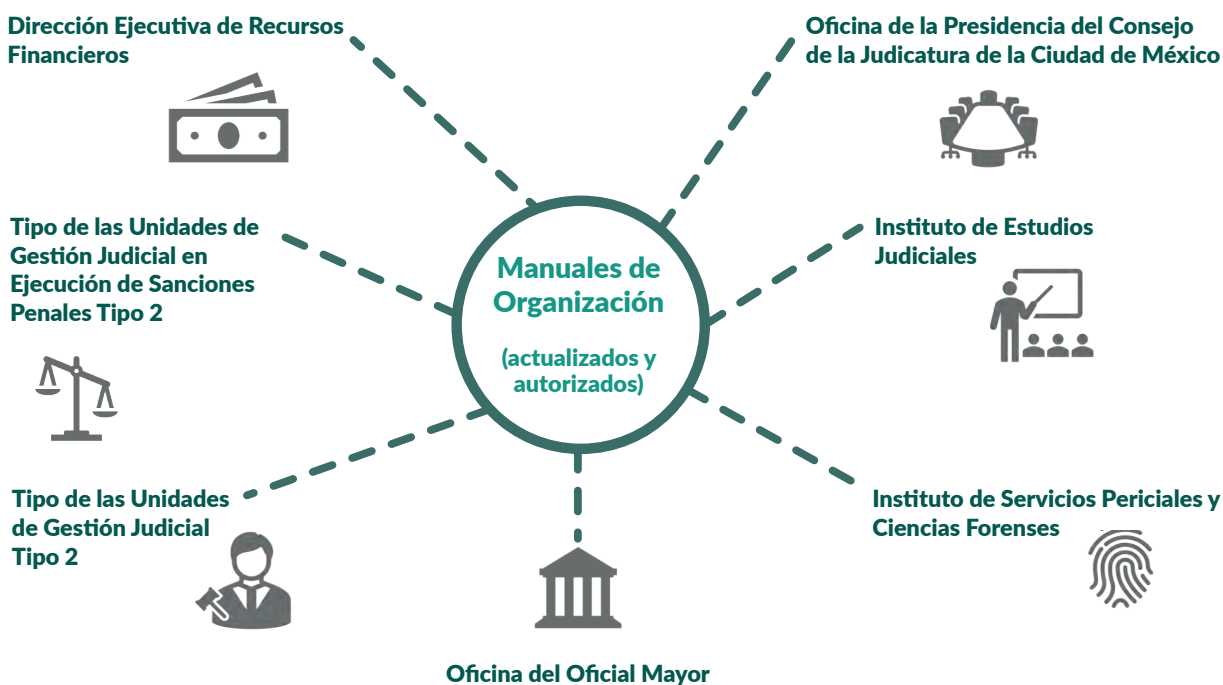 Dirección Ejecutiva de Recursos
Financieros
Oficina de la Presidencia del Consejo
de la Judicatura de la Ciudad de México
Tipo de las Unidades de
Gestión Judicial en
Ejecución de Sanciones
Penales Tipo 2
Manuales de
Organización
(actualizados y
autorizados)
Instituto de Estudios
Judiciales
Tipo de las Unidades
de Gestión Judicial
Tipo 2
Instituto de Servicios Periciales y
Ciencias Forenses
Oficina del Oficial Mayor